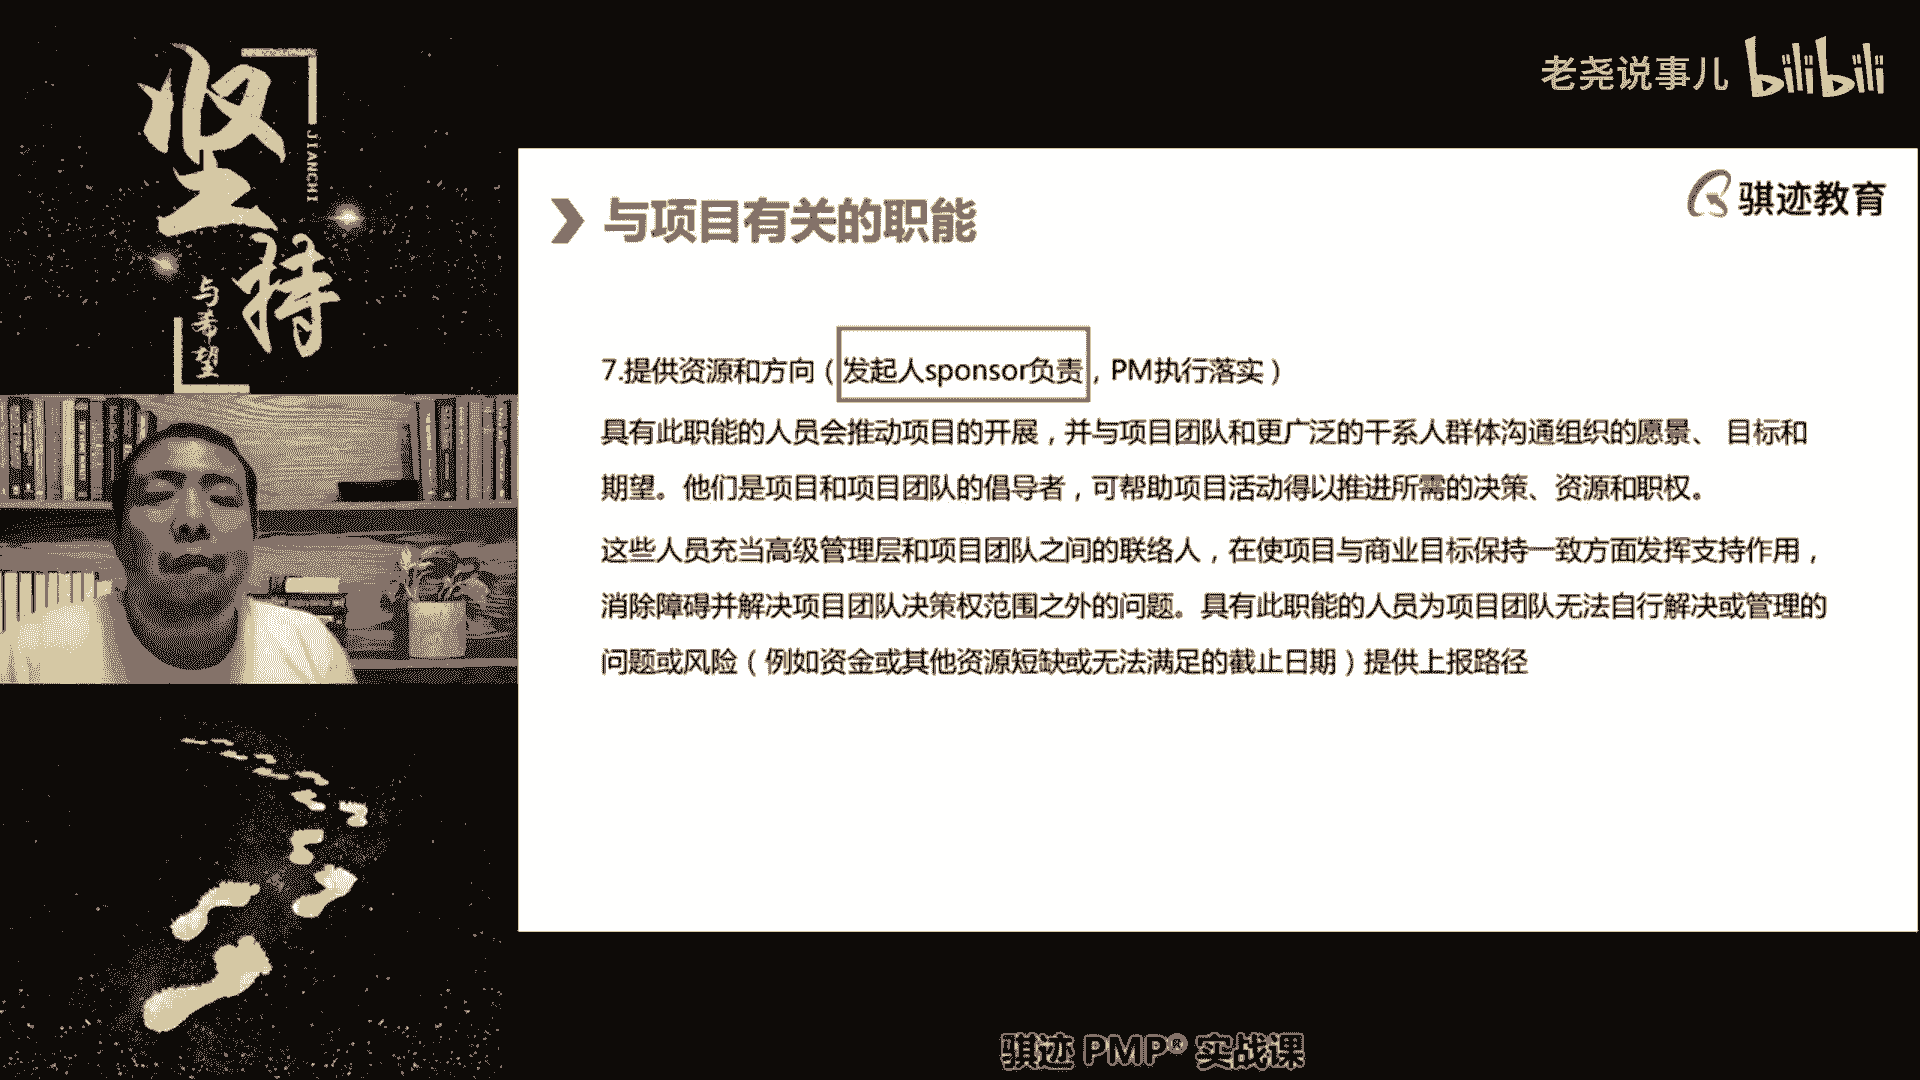 坚持
JIANCHI
与希望
老尧说事儿 bilibili
骐迹教育
与项目有关的职能
7.提供资源和方向（发起人sponsor负责，PM执行落实）
具有此职能的人员会推动项目的开展，并与项目团队和更广泛的干系人群体沟通组织的愿景、 目标和
期望。他们是项目和项目团队的倡导者，可帮助项目活动得以推进所需的决策、资源和职权。
这些人员充当高级管理层和项目团队之间的联络人，在使项目与商业目标保持一致方面发挥支持作用，
消除障碍并解决项目团队决策权范围之外的问题。具有此职能的人员为项目团队无法自行解决或管理的
问题或风险（例如资金或其他资源短缺或无法满足的截止日期）提供上报路径
骐迹 PMP® 实战课